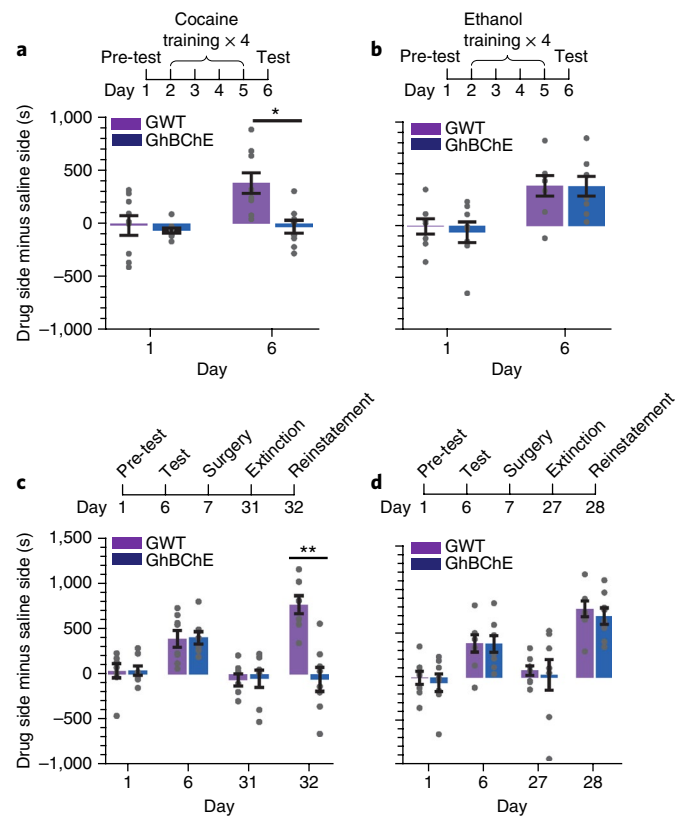 a
Cocaine
training × 4
Pre-test
Test
Day 1 2 3 4 5 6
Drug side minus saline side (s)
1,000
500
0
−500
−1,000
GWT
GhBChE
*
1 6
Day
b
Ethanol
training × 4
Pre-test
Test
Day 1 2 3 4 5 6
GWT
GhBChE
1 6
Day
c
Pre-test
Test
Surgery
Extinction
Reinstatement
Day 1 6 7 31 32
Drug side minus saline side (s)
1,500
1,000
500
0
−500
−1,000
GWT
GhBChE
**
1 6 31 32
Day
d
Pre-test
Test
Surgery
Extinction
Reinstatement
Day 1 6 7 27 28
GWT
GhBChE
1 6 27 28
Day